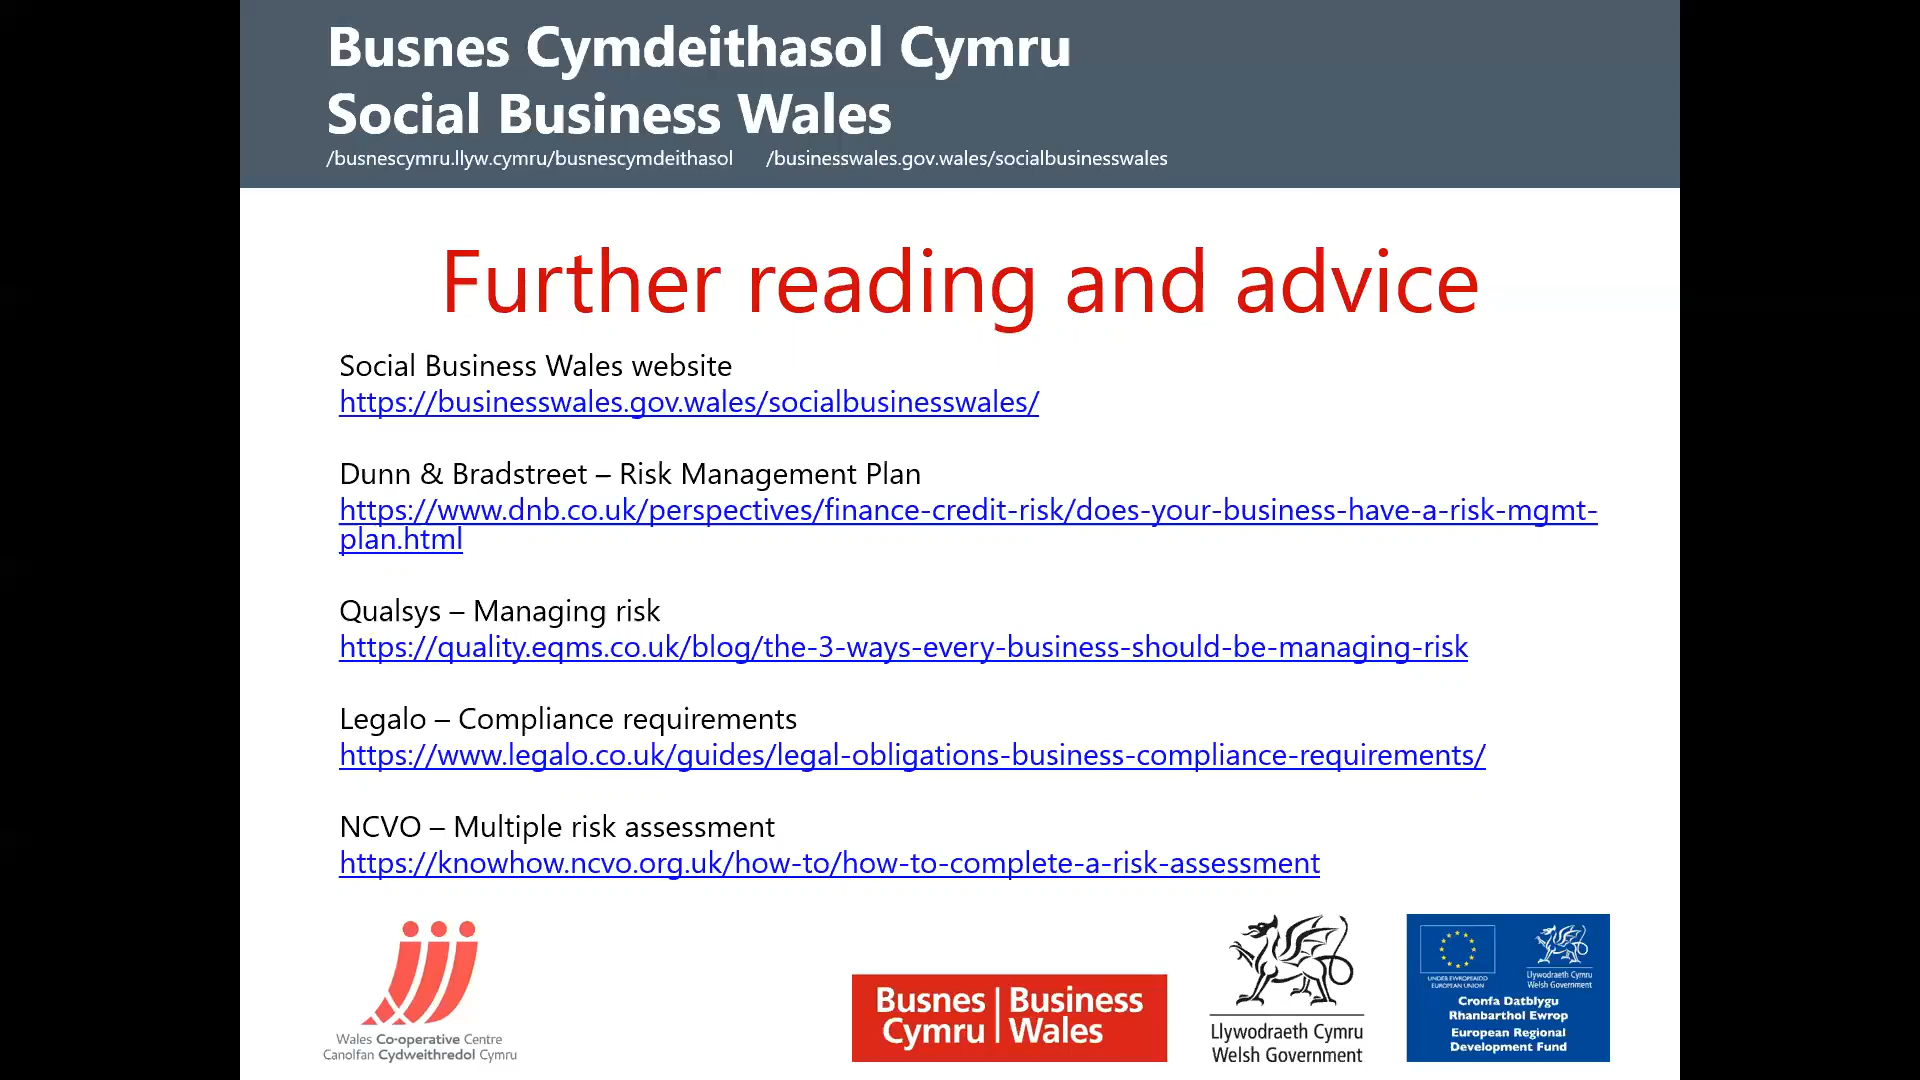 Busnes Cymdeithasol Cymru
Social Business Wales
/busnescymru.llyw.cymru/busnescymdeithasol /businesswales.gov.wales/socialbusinesswales
Further reading and advice
Social Business Wales website
https://businesswales.gov.wales/socialbusinesswales/
Dunn & Bradstreet – Risk Management Plan
https://www.dnb.co.uk/perspectives/finance-credit-risk/does-your-business-have-a-risk-mgmt-
plan.html
Qualsys – Managing risk
https://quality.eqms.co.uk/blog/the-3-ways-every-business-should-be-managing-risk
Legalo – Compliance requirements
https://www.legalo.co.uk/guides/legal-obligations-business-compliance-requirements/
NCVO – Multiple risk assessment
https://knowhow.ncvo.org.uk/how-to/how-to-complete-a-risk-assessment
Wales Co-operative Centre
Canolfan Cydweithredol Cymru
Busnes Cymru
Business Wales
Llywodraeth Cymru
Welsh Government
UNDEB EWROPEAIDD
EUROPEAN UNION
Llywodraeth Cymru
Welsh Government
Cronfa Datblygu
Rhanbarthol Ewrop
European Regional
Development Fund